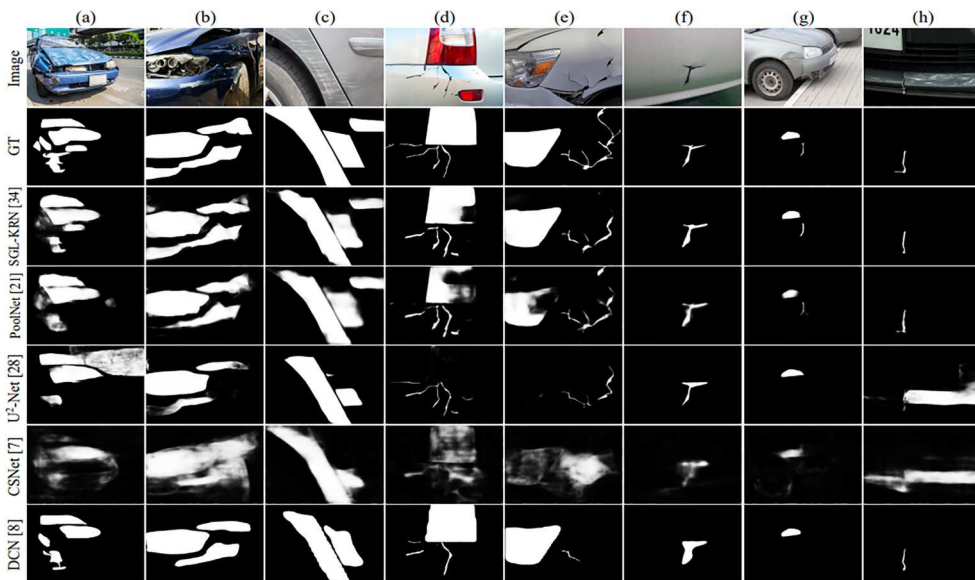 (a) (b) (c) (d) (e) (f) (g) (h)
Image
GT
SGL-KRN [34]
PoolNet [21]
U²-Net [28]
CSNet [7]
DCN [8]
1624